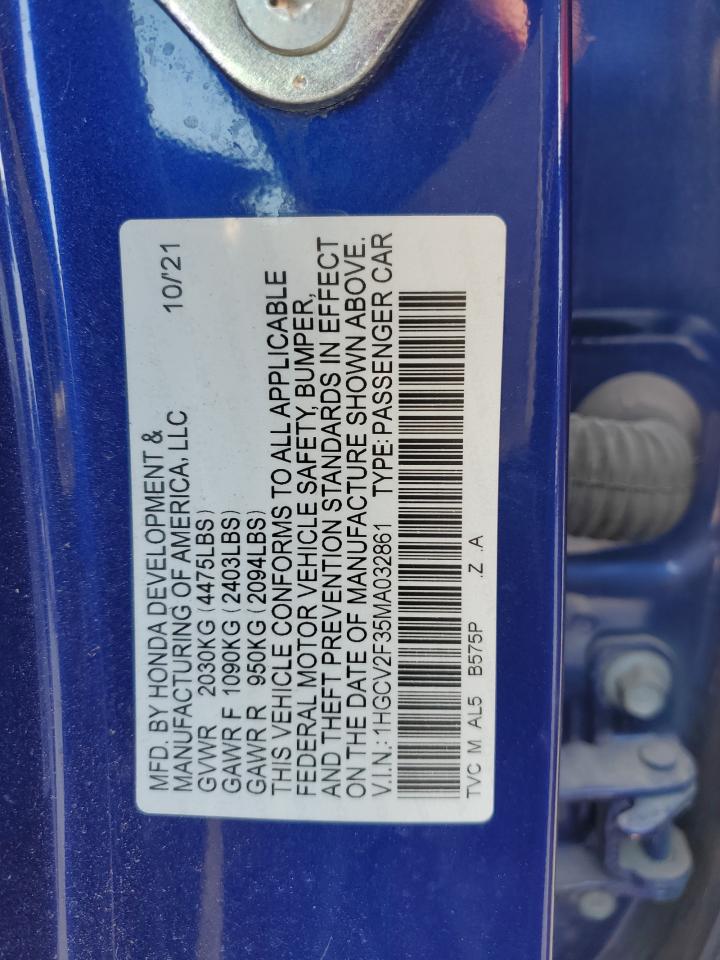 MFD. BY HONDA DEVELOPMENT &
MANUFACTURING OF AMERICA, LLC 10/'21
GVWR 2030KG (4475LBS)
GAWR F 1090KG (2403LBS)
GAWR R 950KG (2094LBS)
THIS VEHICLE CONFORMS TO ALL APPLICABLE
FEDERAL MOTOR VEHICLE SAFETY, BUMPER,
AND THEFT PREVENTION STANDARDS IN EFFECT
ON THE DATE OF MANUFACTURE SHOWN ABOVE.
V.I.N.: 1HGCV2F35MA032861 TYPE: PASSENGER CAR
TVC M AL5 B575P .Z .A